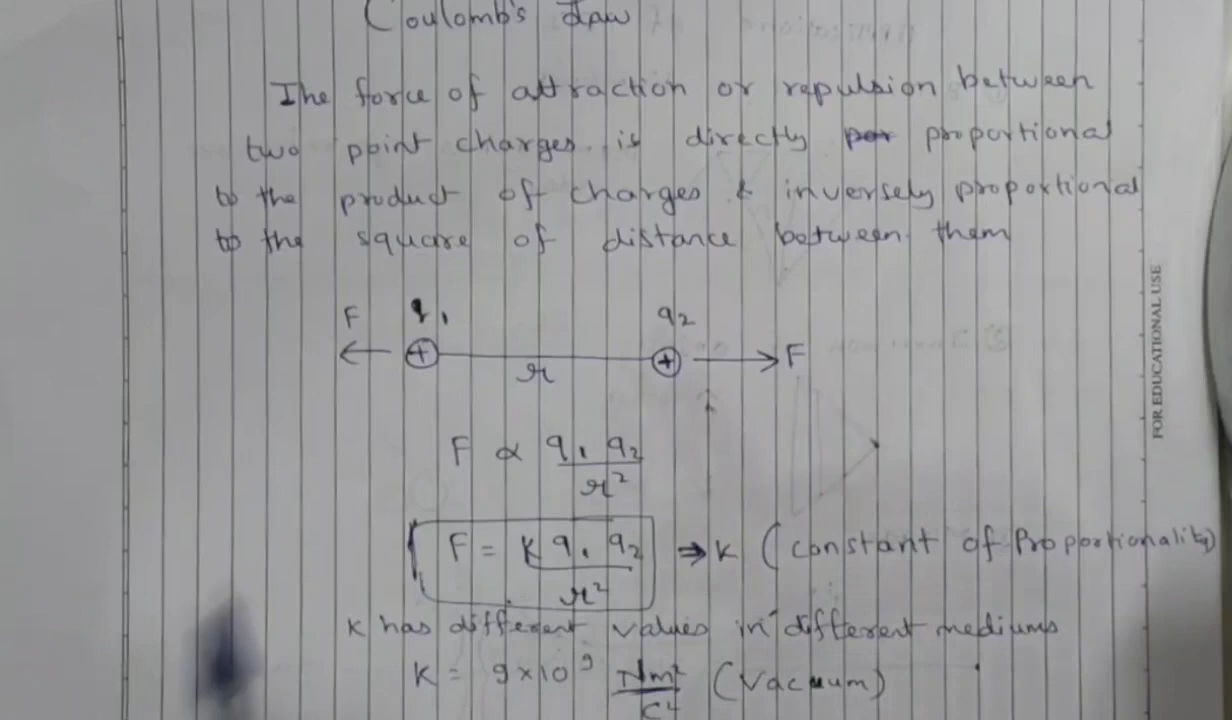 Coulomb's Law
The force of attraction or repulsion between
two point charges is directly proportional
to the product of charges & inversely proportional
to the square of distance between them
F q₁ q₂
+ r + F
F ∝ q₁ q₂
r²
F = K q₁ q₂ ⇒ K (Constant of Proportionality)
r²
K has different values in different mediums
K = 9×10⁹ Nm² (Vacuum)
C²
FOR EDUCATIONAL USE